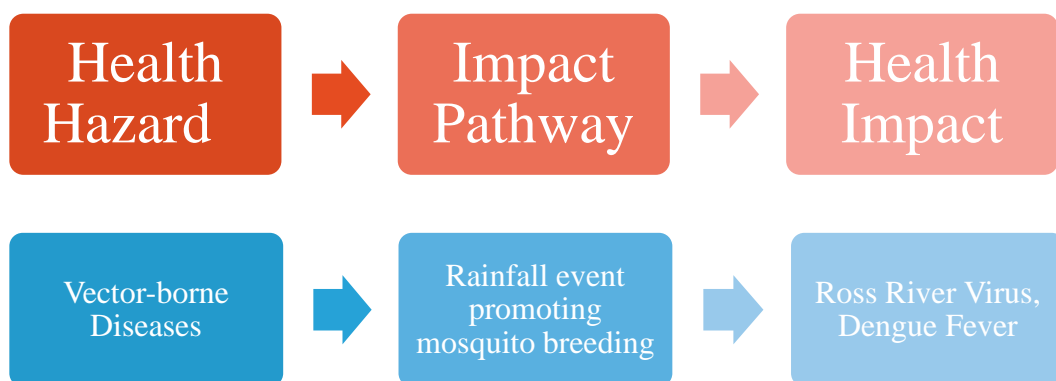 Health
Hazard
Impact
Pathway
Health
Impact
Vector-borne
Diseases
Rainfall event
promoting
mosquito breeding
Ross River Virus,
Dengue Fever